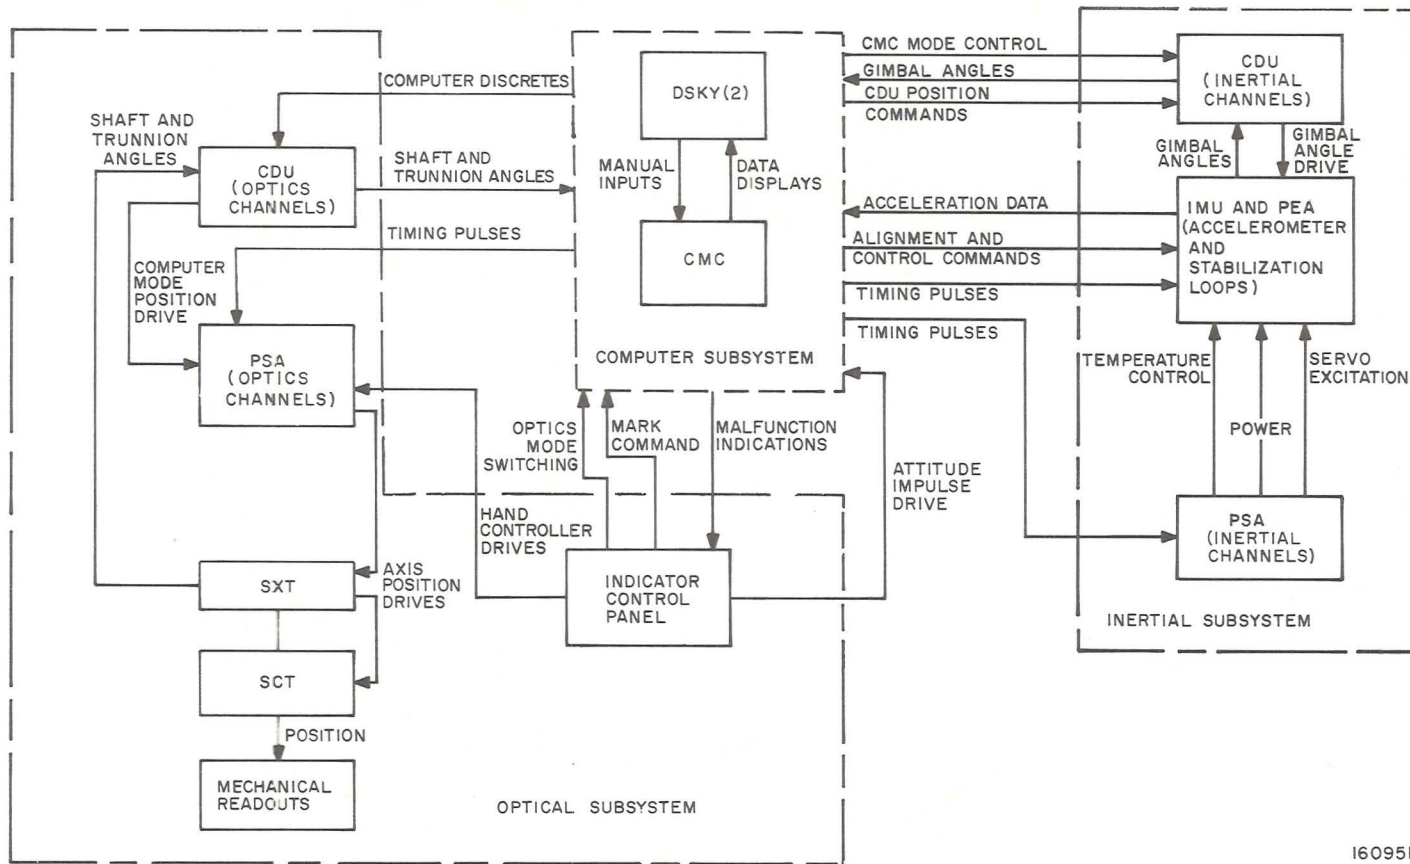 COMPUTER DISCRETES
SHAFT AND
TRUNNION
ANGLES
CDU
(OPTICS
CHANNELS)
SHAFT AND
TRUNNION ANGLES
TIMING PULSES
COMPUTER
MODE
POSITION
DRIVE
PSA
(OPTICS
CHANNELS)
SXT
AXIS
POSITION
DRIVES
SCT
POSITION
MECHANICAL
READOUTS
OPTICAL SUBSYSTEM
HAND
CONTROLLER
DRIVES
INDICATOR
CONTROL
PANEL
OPTICS
MODE
SWITCHING
MARK
COMMAND
MALFUNCTION
INDICATIONS
ATTITUDE
IMPULSE
DRIVE
DSKY(2)
MANUAL
INPUTS
DATA
DISPLAYS
CMC
COMPUTER SUBSYSTEM
CMC MODE CONTROL
GIMBAL ANGLES
CDU POSITION
COMMANDS
ACCELERATION DATA
ALIGNMENT AND
CONTROL COMMANDS
TIMING PULSES
TIMING PULSES
CDU
(INERTIAL
CHANNELS)
GIMBAL
ANGLES
GIMBAL
ANGLE
DRIVE
IMU AND PEA
(ACCELEROMETER
AND
STABILIZATION
LOOPS)
TEMPERATURE
CONTROL
POWER
SERVO
EXCITATION
PSA
(INERTIAL
CHANNELS)
INERTIAL SUBSYSTEM